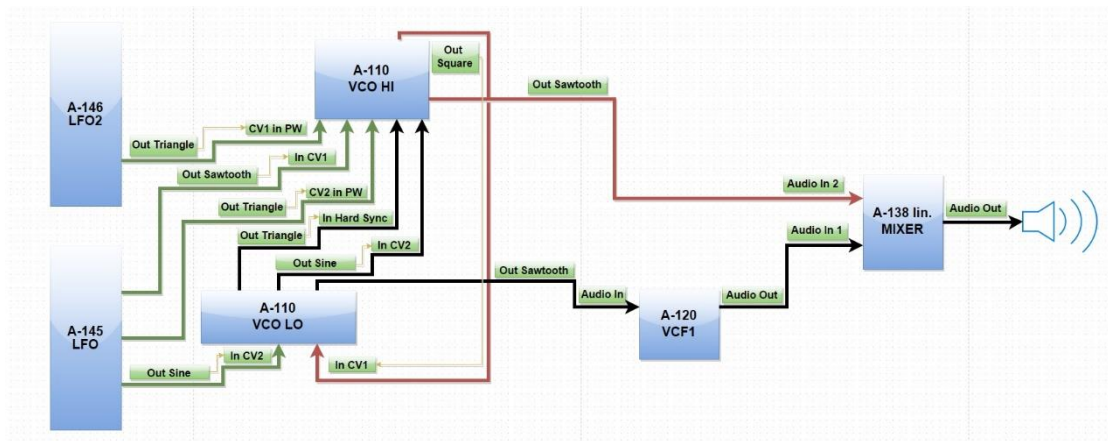 Out
Square
A-110
VCO HI
Out Sawtooth
A-146
LFO2
CV1 in PW
Out Triangle
In CV1
Out Sawtooth
CV2 in PW
Out Triangle
In Hard Sync
Out Triangle
In CV2
Out Sine
Audio In 2
A-138 lin.
MIXER
Audio Out
Audio In 1
Out Sawtooth
Audio In
Audio Out
A-110
VCO LO
A-120
VCF1
A-145
LFO
In CV2
Out Sine
In CV1